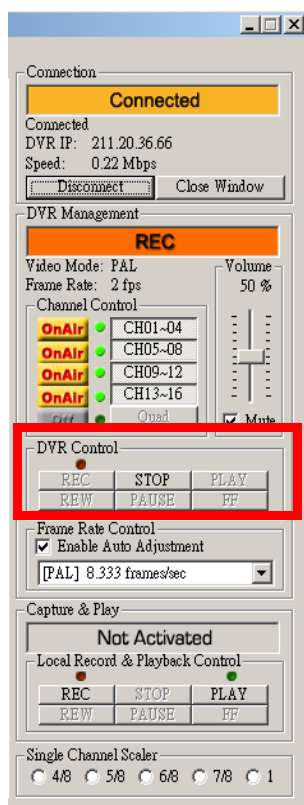 Connection
Connected
Connected
DVR IP: 211.20.36.66
Speed: 0.22 Mbps
Disconnect Close Window
DVR Management
REC
Video Mode: PAL
Frame Rate: 2 fps
Volume
50 %
Channel Control
OnAir CH01~04
OnAir CH05~08
OnAir CH09~12
OnAir CH13~16
Off Quad
Mute
DVR Control
REC STOP PLAY
REW PAUSE FF
Frame Rate Control
Enable Auto Adjustment
[PAL] 8.333 frames/sec
Capture & Play
Not Activated
Local Record & Playback Control
REC STOP PLAY
REW PAUSE FF
Single Channel Scaler
4/8 5/8 6/8 7/8 1